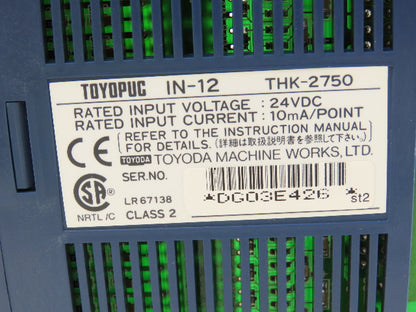 TOYOPUC IN-12 THK-2750
RATED INPUT VOLTAGE : 24VDC
RATED INPUT CURRENT : 10mA/POINT
CE
(REFER TO THE INSTRUCTION MANUAL
FOR DETAILS. (詳細は取扱説明書を参照して下さい。)
TOYODA TOYODA MACHINE WORKS, LTD.
SER.NO.
SA
NRTL/C
LR 67138
CLASS 2
*DG03E426 *st2